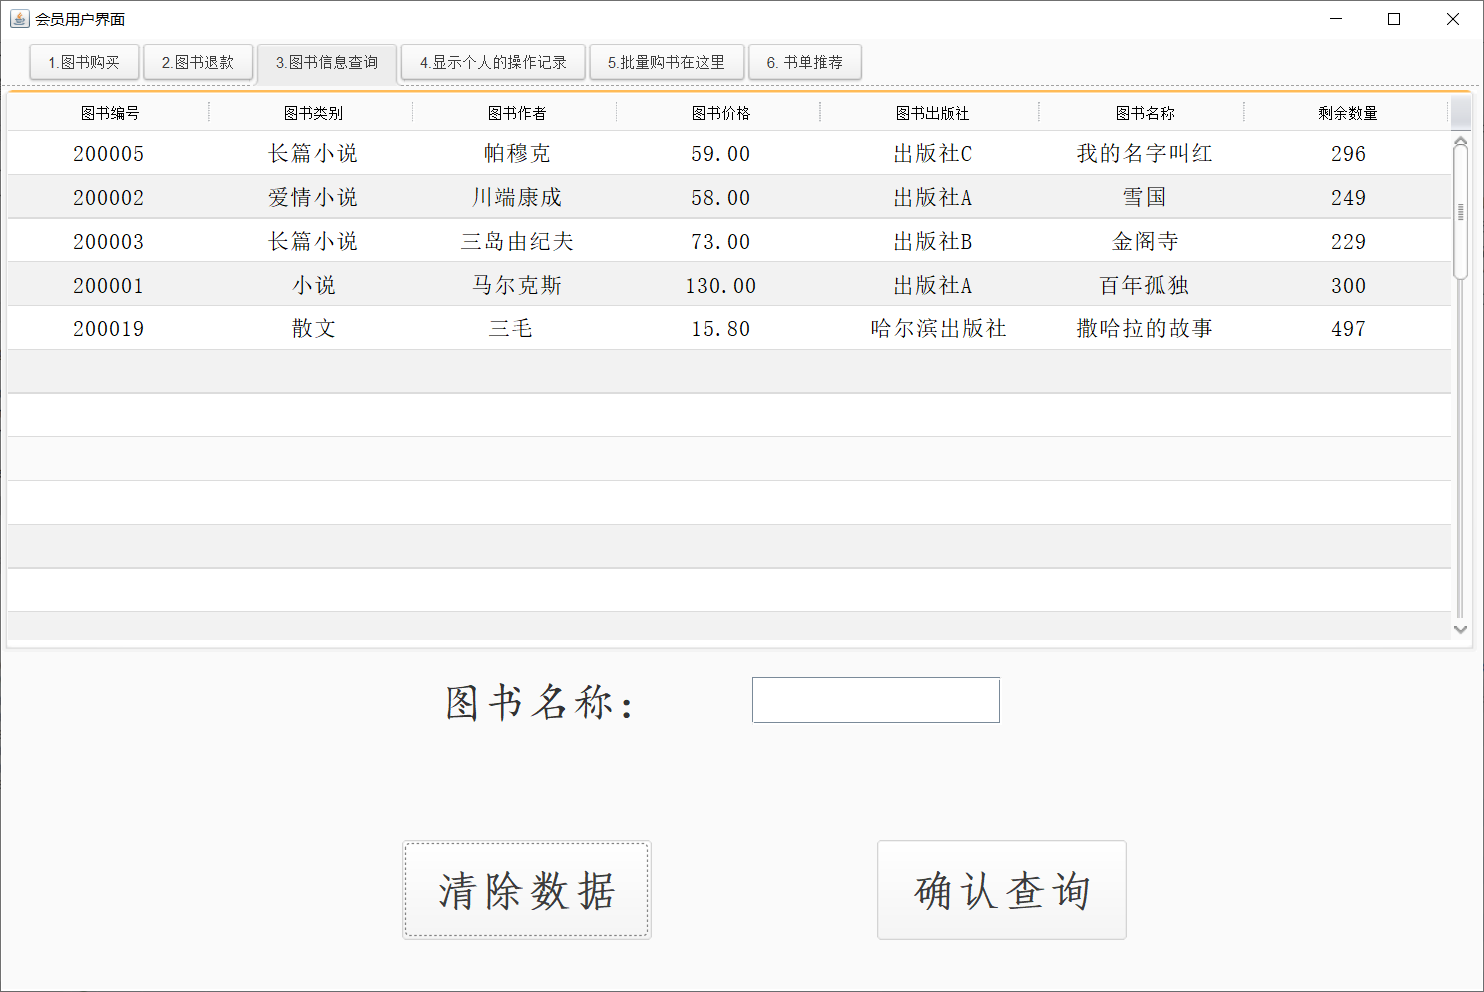 会员用户界面
1.图书购买 2.图书退款 3.图书信息查询 4.显示个人的操作记录 5.批量购书在这里 6. 书单推荐
图书编号 图书类别 图书作者 图书价格 图书出版社 图书名称 剩余数量
200005 长篇小说 帕穆克 59.00 出版社C 我的名字叫红 296
200002 爱情小说 川端康成 58.00 出版社A 雪国 249
200003 长篇小说 三岛由纪夫 73.00 出版社B 金阁寺 229
200001 小说 马尔克斯 130.00 出版社A 百年孤独 300
200019 散文 三毛 15.80 哈尔滨出版社 撒哈拉的故事 497
图书名称：
清除数据 确认查询